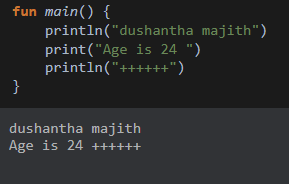 fun main() {
    println("dushantha majith")
    print("Age is 24 ")
    println("++++++")
}
dushantha majith
Age is 24 ++++++